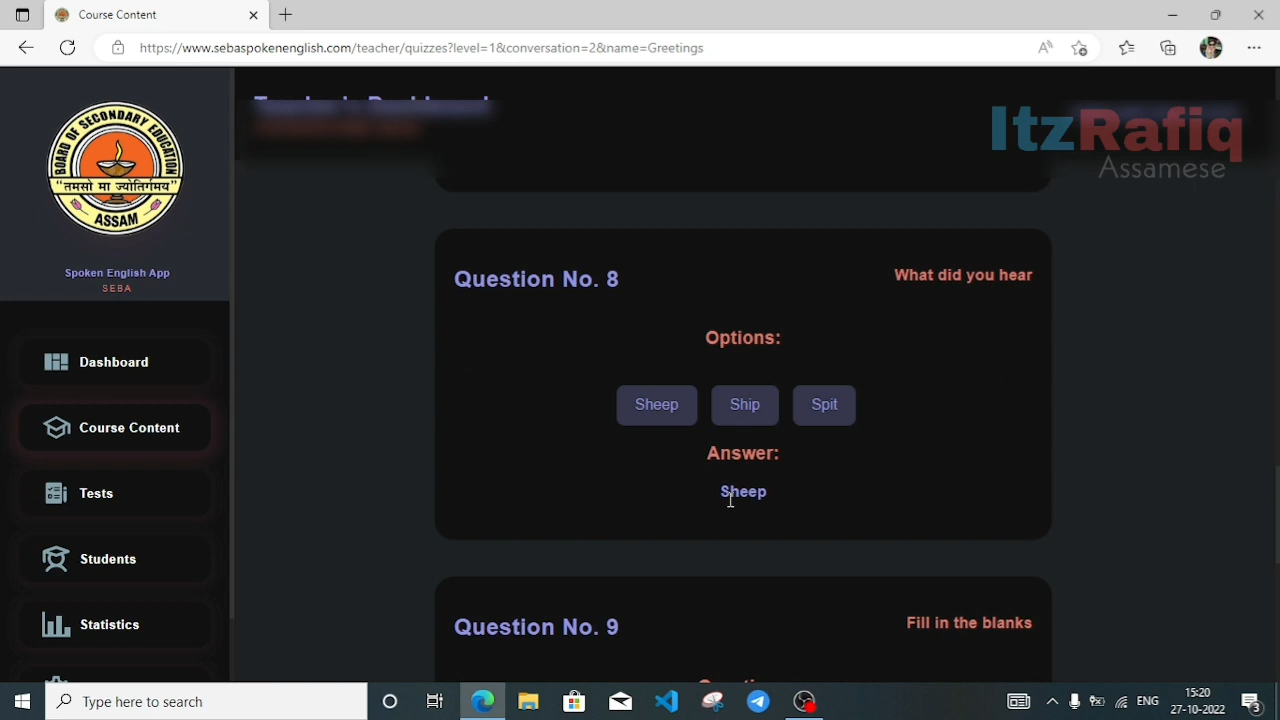 Course Content
https://www.sebaspokenenglish.com/teacher/quizzes?level=1&conversation=2&name=Greetings
BOARD OF SECONDARY EDUCATION
"तमसो मा ज्योतिर्गमय"
ASSAM
Spoken English App
SEBA
Dashboard
Course Content
Tests
Students
Statistics
ItzRafiq
Assamese
Question No. 8
What did you hear
Options:
Sheep
Ship
Spit
Answer:
Sheep
Question No. 9
Fill in the blanks
Type here to search
ENG
15:20
27-10-2022
3